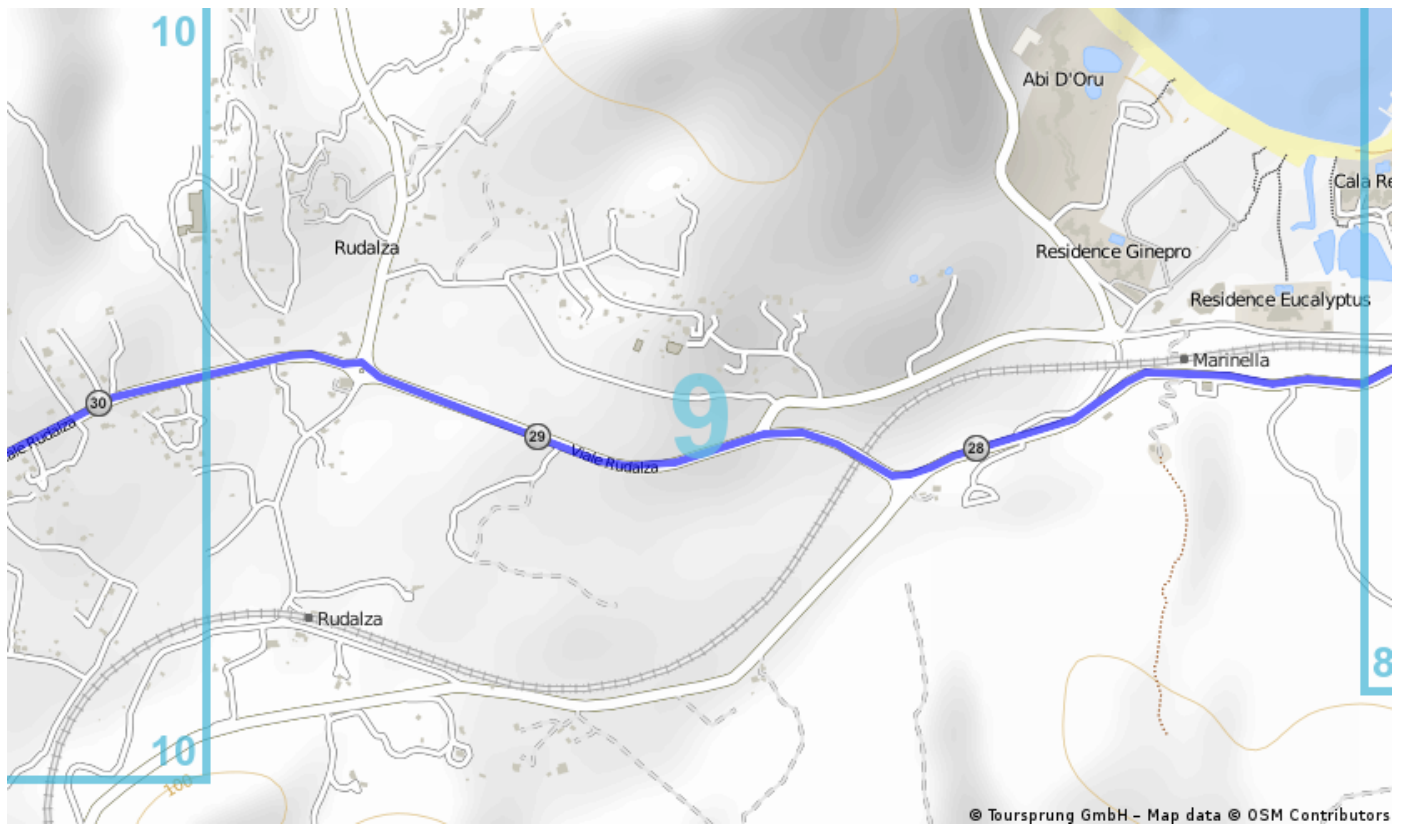 10
Abi D'Oru
Cala Re
Rudalza
Residence Ginepro
Residence Eucalyptus
Marinella
30
ale Rudalza
9
29
Viale Rudalza
28
Rudalza
8
10
100
© Toursprung GmbH – Map data © OSM Contributors